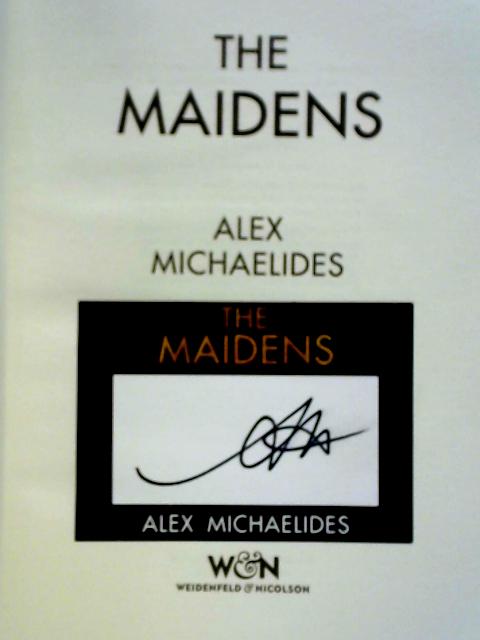 THE
MAIDENS
ALEX
MICHAELIDES
THE
MAIDENS
ALEX MICHAELIDES
W&N
WEIDENFELD & NICOLSON